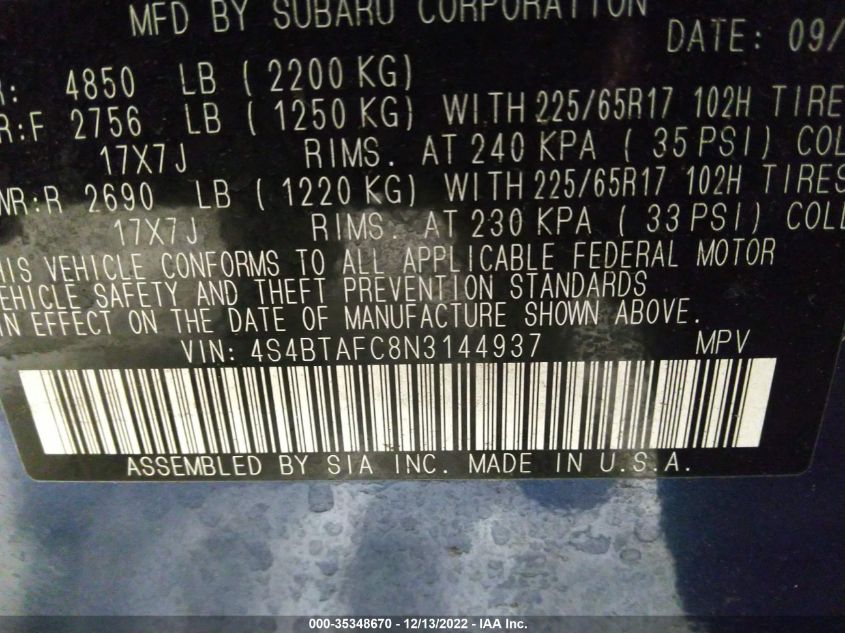 MFD BY SUBARU CORPORATION
DATE: 09/
R: 4850 LB (2200 KG)
R:F 2756 LB (1250 KG) WITH 225/65R17 102H TIRE
17X7J RIMS. AT 240 KPA (35 PSI) COL
NR:R 2690 LB (1220 KG) WITH 225/65R17 102H TIRES
17X7J RIMS. AT 230 KPA (33 PSI) COL
HIS VEHICLE CONFORMS TO ALL APPLICABLE FEDERAL MOTOR
EHICLE SAFETY AND THEFT PREVENTION STANDARDS
IN EFFECT ON THE DATE OF MANUFACTURE SHOWN ABOVE.
VIN: 4S4BTAFC8N3144937 MPV
ASSEMBLED BY SIA INC. MADE IN U.S.A.
000-35348670 - 12/13/2022 - IAA Inc.